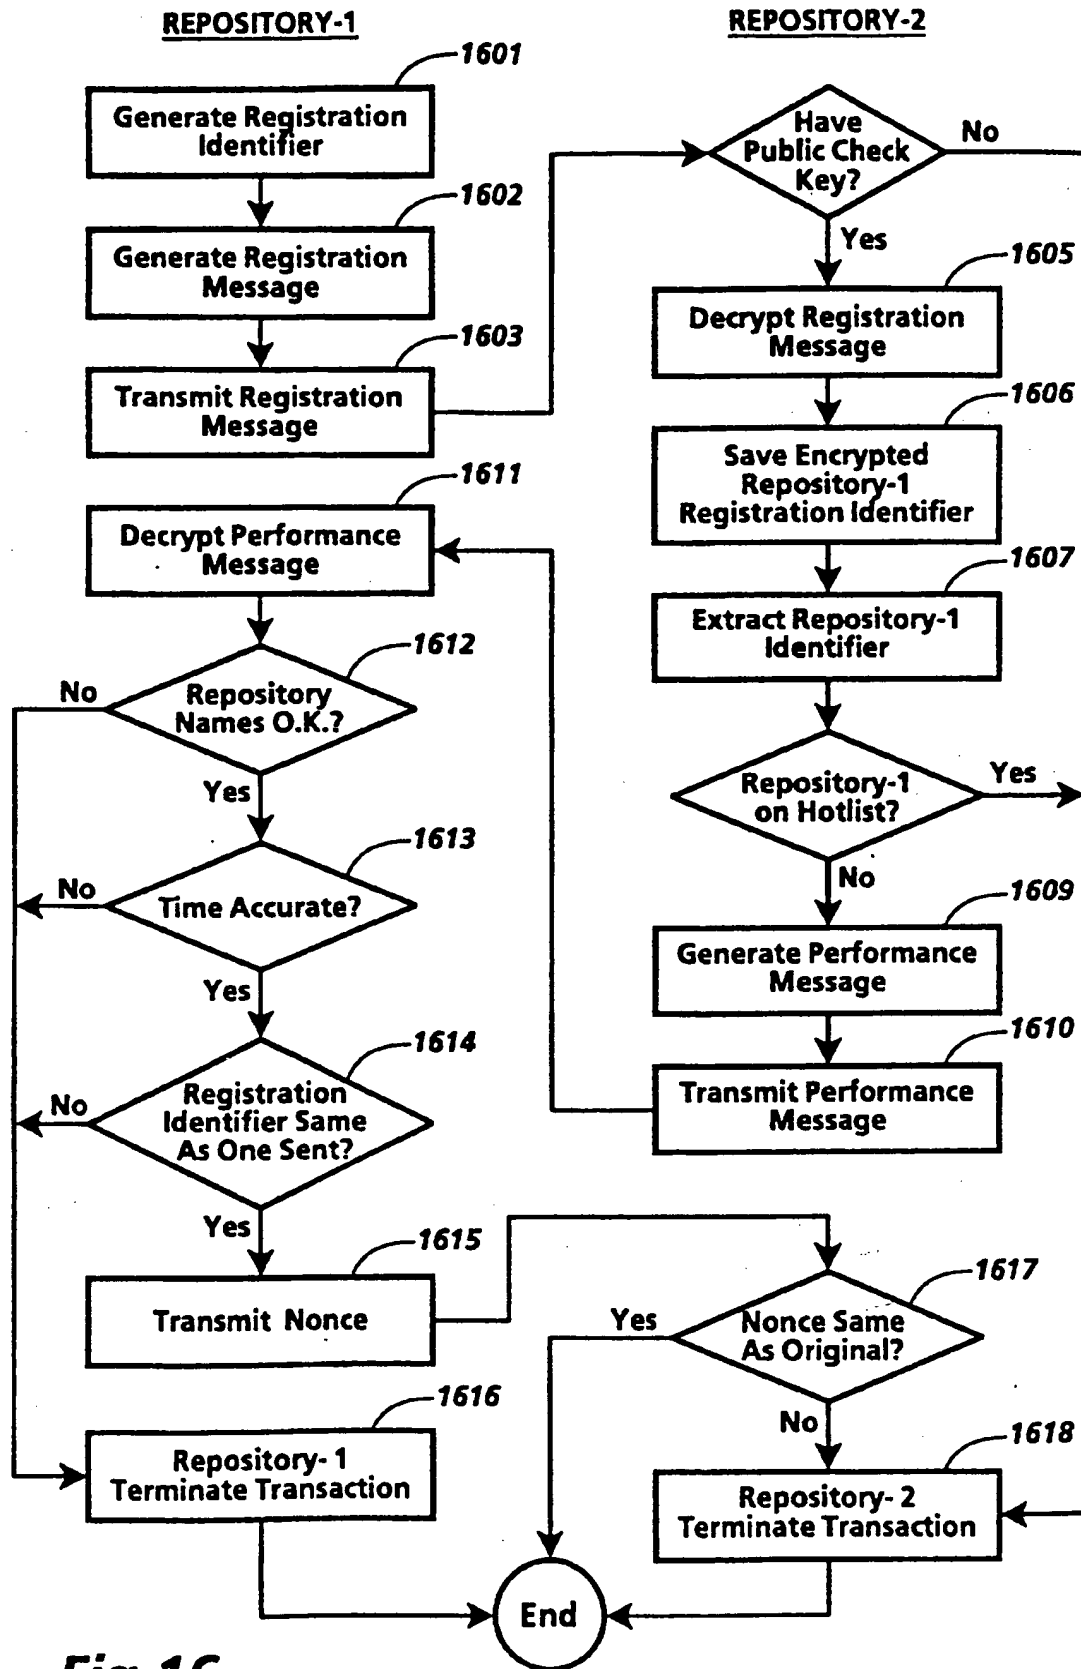 REPOSITORY-1
1601
Generate Registration
Identifier
1602
Generate Registration
Message
1603
Transmit Registration
Message
1611
Decrypt Performance
Message
1612
Repository
Names O.K.?
No
Yes
1613
Time Accurate?
No
Yes
1614
Registration
Identifier Same
As One Sent?
No
Yes
1615
Transmit Nonce
1616
Repository- 1
Terminate Transaction
REPOSITORY-2
Have
Public Check
Key?
No
Yes
1605
Decrypt Registration
Message
1606
Save Encrypted
Repository-1
Registration Identifier
1607
Extract Repository-1
Identifier
Repository-1
on Hotlist?
Yes
No
1609
Generate Performance
Message
1610
Transmit Performance
Message
1617
Nonce Same
As Original?
Yes
No
1618
Repository- 2
Terminate Transaction
End
Fig.16